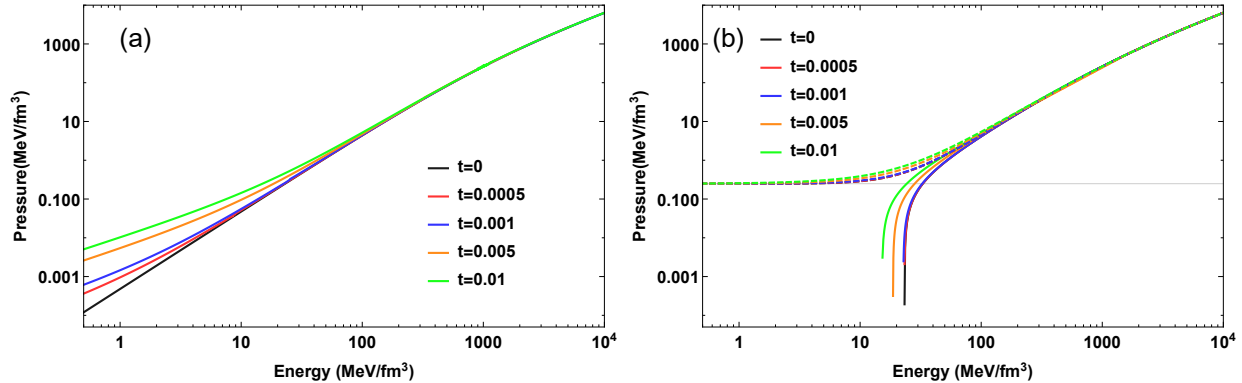 (a)
Pressure(MeV/fm³)
1000
10
0.100
0.001
t=0
t=0.0005
t=0.001
t=0.005
t=0.01
1 10 100 1000 10⁴
Energy (MeV/fm³)
(b)
Pressure(MeV/fm³)
1000
10
0.100
0.001
t=0
t=0.0005
t=0.001
t=0.005
t=0.01
1 10 100 1000 10⁴
Energy (MeV/fm³)